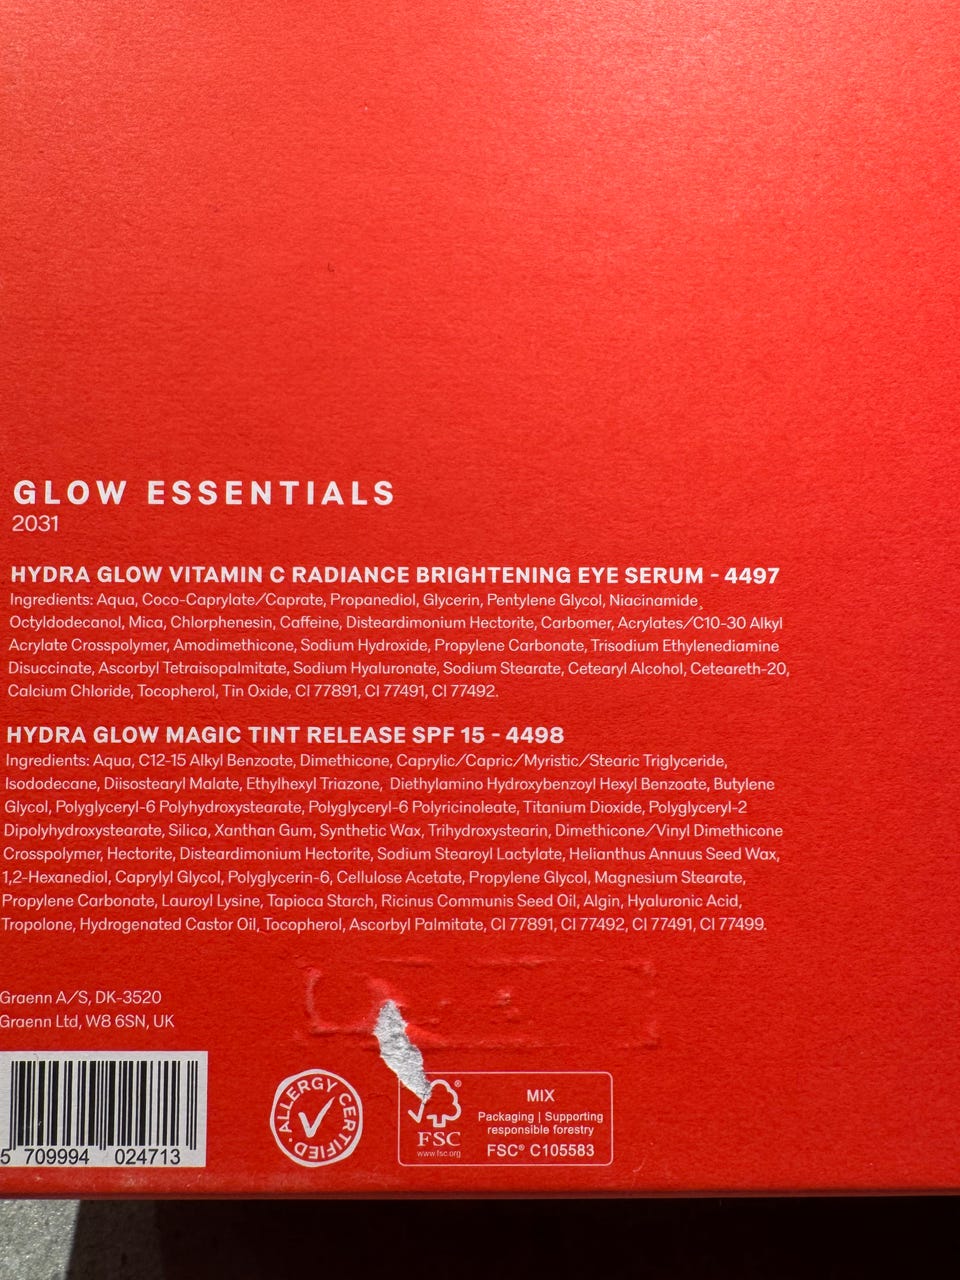 GLOW ESSENTIALS
2031
HYDRA GLOW VITAMIN C RADIANCE BRIGHTENING EYE SERUM - 4497
Ingredients: Aqua, Coco-Caprylate/Caprate, Propanediol, Glycerin, Pentylene Glycol, Niacinamide,
Octyldodecanol, Mica, Chlorphenesin, Caffeine, Disteardimonium Hectorite, Carbomer, Acrylates/C10-30 Alkyl
Acrylate Crosspolymer, Amodimethicone, Sodium Hydroxide, Propylene Carbonate, Trisodium Ethylenediamine
Disuccinate, Ascorbyl Tetraisopalmitate, Sodium Hyaluronate, Sodium Stearate, Cetearyl Alcohol, Ceteareth-20,
Calcium Chloride, Tocopherol, Tin Oxide, CI 77891, CI 77491, CI 77492.
HYDRA GLOW MAGIC TINT RELEASE SPF 15 - 4498
Ingredients: Aqua, C12-15 Alkyl Benzoate, Dimethicone, Caprylic/Capric/Myristic/Stearic Triglyceride,
Isododecane, Diisostearyl Malate, Ethylhexyl Triazone, Diethylamino Hydroxybenzoyl Hexyl Benzoate, Butylene
Glycol, Polyglyceryl-6 Polyhydroxystearate, Polyglyceryl-6 Polyricinoleate, Titanium Dioxide, Polyglyceryl-2
Dipolyhydroxystearate, Silica, Xanthan Gum, Synthetic Wax, Trihydroxystearin, Dimethicone/Vinyl Dimethicone
Crosspolymer, Hectorite, Disteardimonium Hectorite, Sodium Stearoyl Lactylate, Helianthus Annuus Seed Wax,
1,2-Hexanediol, Caprylyl Glycol, Polyglycerin-6, Cellulose Acetate, Propylene Glycol, Magnesium Stearate,
Propylene Carbonate, Lauroyl Lysine, Tapioca Starch, Ricinus Communis Seed Oil, Algin, Hyaluronic Acid,
Tropolone, Hydrogenated Castor Oil, Tocopherol, Ascorbyl Palmitate, CI 77891, CI 77492, CI 77491, CI 77499.
Graenn A/S, DK-3520
Graenn Ltd, W8 6SN, UK
5 709994 024713
ALLERGY CERTIFIED
FSC®
www.fsc.org
MIX
Packaging | Supporting
responsible forestry
FSC® C105583